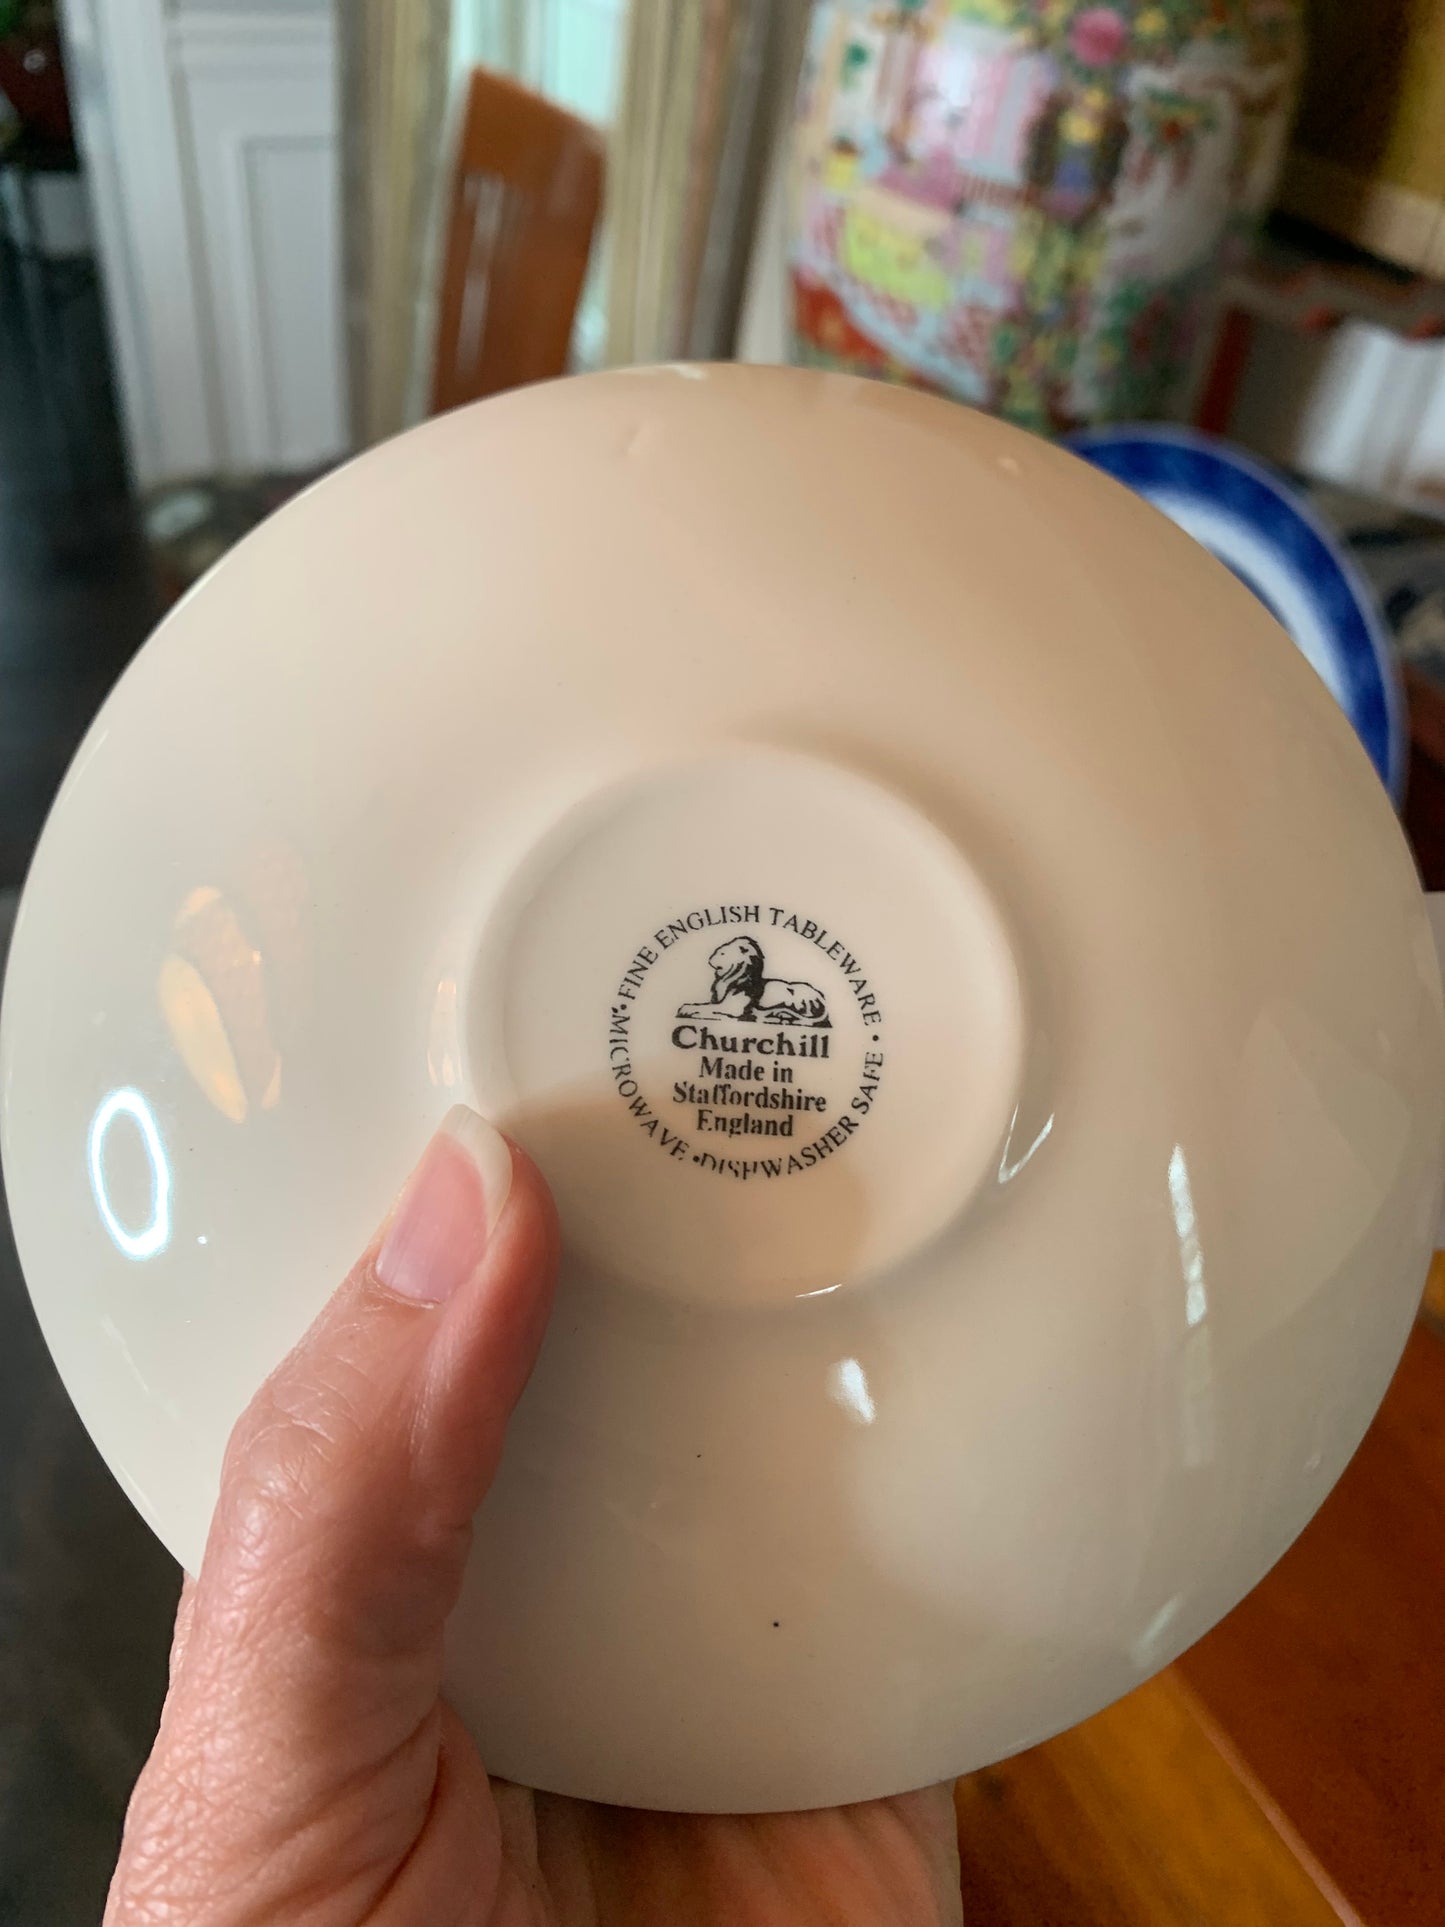 • FINE ENGLISH TABLEWARE •
Churchill
Made in
Staffordshire
England
MICROWAVE • DISHWASHER SAFE